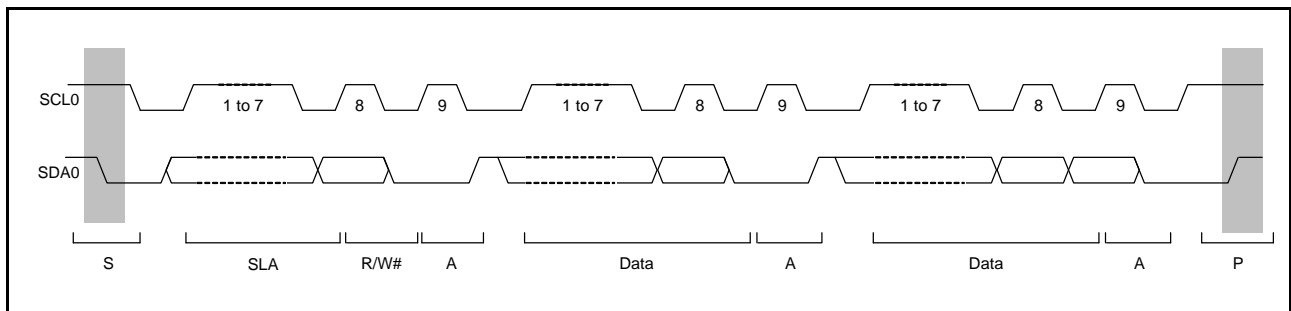 SCL0 1 to 7 8 9 1 to 7 8 9 1 to 7 8 9
SDA0
S SLA R/W# A Data A Data A P